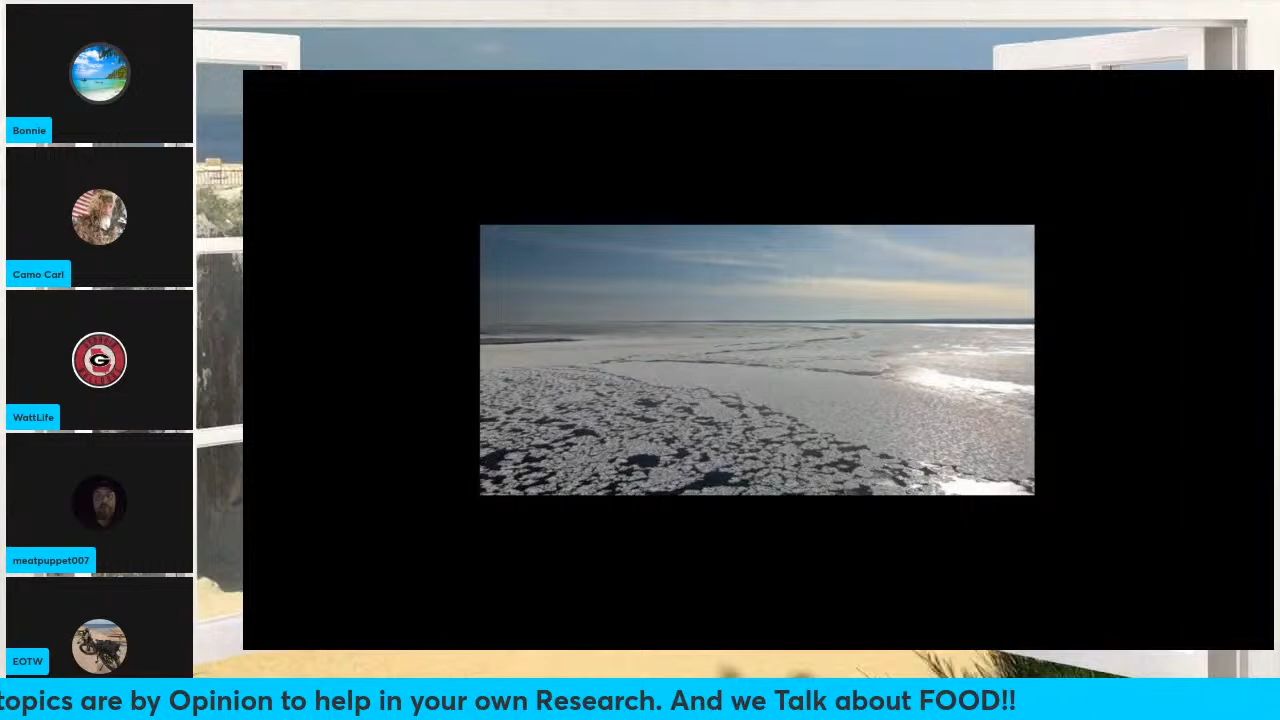 Bonnie
Camo Carl
WattLife
G
meatpuppet007
EOTW
topics are by Opinion to help in your own Research. And we Talk about FOOD!!